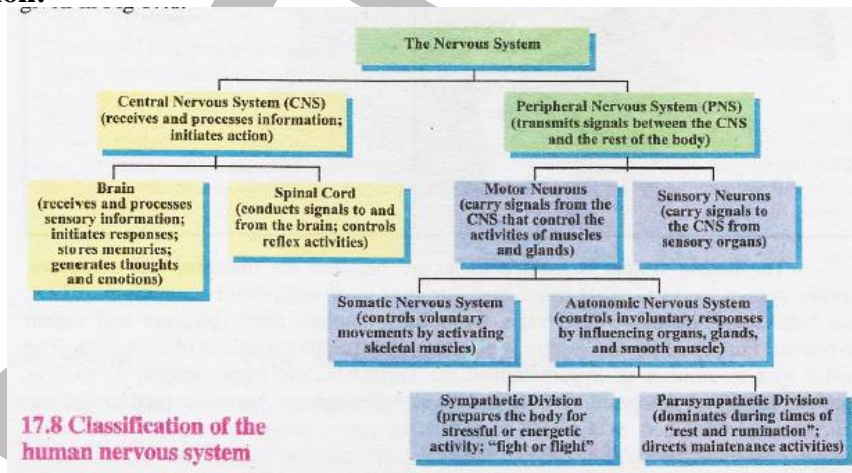 The Nervous System
Central Nervous System (CNS)
(receives and processes information;
initiates action)
Peripheral Nervous System (PNS)
(transmits signals between the CNS
and the rest of the body)
Brain
(receives and processes
sensory information;
initiates responses;
stores memories;
generates thoughts
and emotions)
Spinal Cord
(conducts signals to and
from the brain; controls
reflex activities)
Motor Neurons
(carry signals from the
CNS that control the
activities of muscles
and glands)
Sensory Neurons
(carry signals to
the CNS from
sensory organs)
Somatic Nervous System
(controls voluntary
movements by activating
skeletal muscles)
Autonomic Nervous System
(controls involuntary responses
by influencing organs, glands,
and smooth muscle)
Sympathetic Division
(prepares the body for
stressful or energetic
activity; "fight or flight"
Parasympathetic Division
(dominates during times of
"rest and rumination";
directs maintenance activities)
17.8 Classification of the
human nervous system